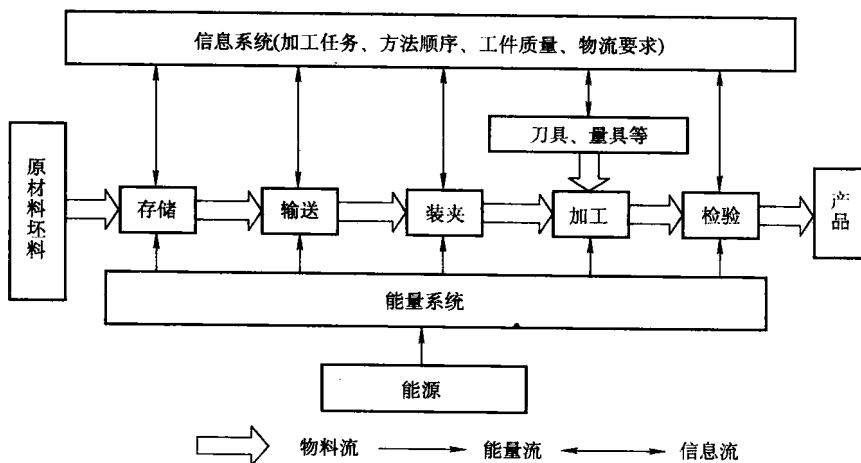 信息系统(加工任务、方法顺序、工件质量、物流要求)
刀具、量具等
原材料坯料
存储
输送
装夹
加工
检验
产品
能量系统
能源
物料流
能量流
信息流